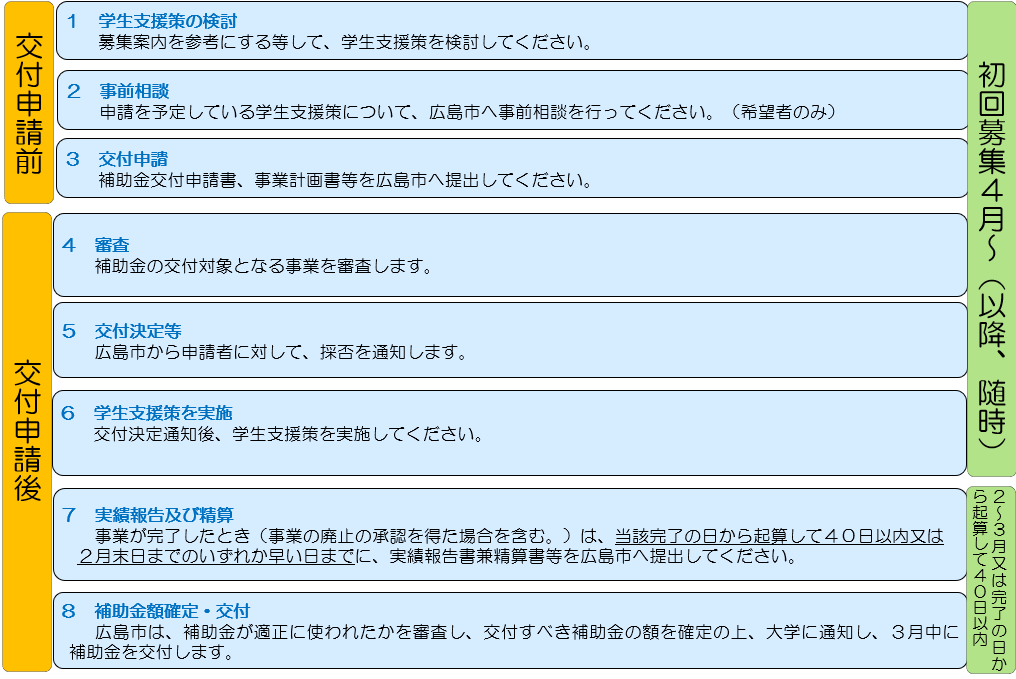 交付申請前
1 学生支援策の検討
募集案内を参考にする等して、学生支援策を検討してください。
2 事前相談
申請を予定している学生支援策について、広島市へ事前相談を行ってください。（希望者のみ）
3 交付申請
補助金交付申請書、事業計画書等を広島市へ提出してください。
交付申請後
4 審査
補助金の交付対象となる事業を審査します。
5 交付決定等
広島市から申請者に対して、採否を通知します。
6 学生支援策を実施
交付決定通知後、学生支援策を実施してください。
7 実績報告及び精算
事業が完了したとき（事業の廃止の承認を得た場合を含む。）は、当該完了の日から起算して４０日以内又は
２月末日までのいずれか早い日までに、実績報告書兼精算書等を広島市へ提出してください。
8 補助金額確定・交付
広島市は、補助金が適正に使われたかを審査し、交付すべき補助金の額を確定の上、大学に通知し、３月中に
補助金を交付します。
初回募集４月～（以降、随時）
２～３月又は完了の日か
ら起算して４０日以内